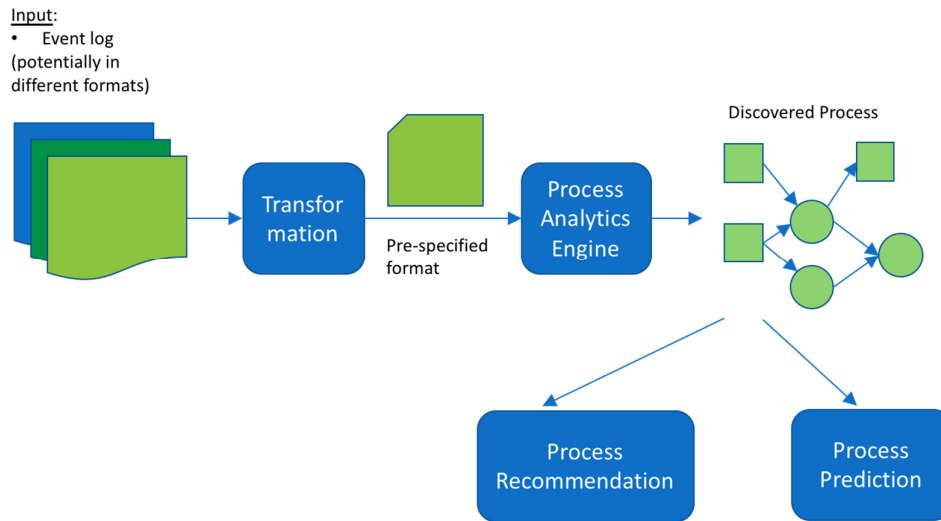 Input:
• Event log
(potentially in
different formats)
Discovered Process
Transfor
mation
Pre-specified
format
Process
Analytics
Engine
Process
Recommendation
Process
Prediction